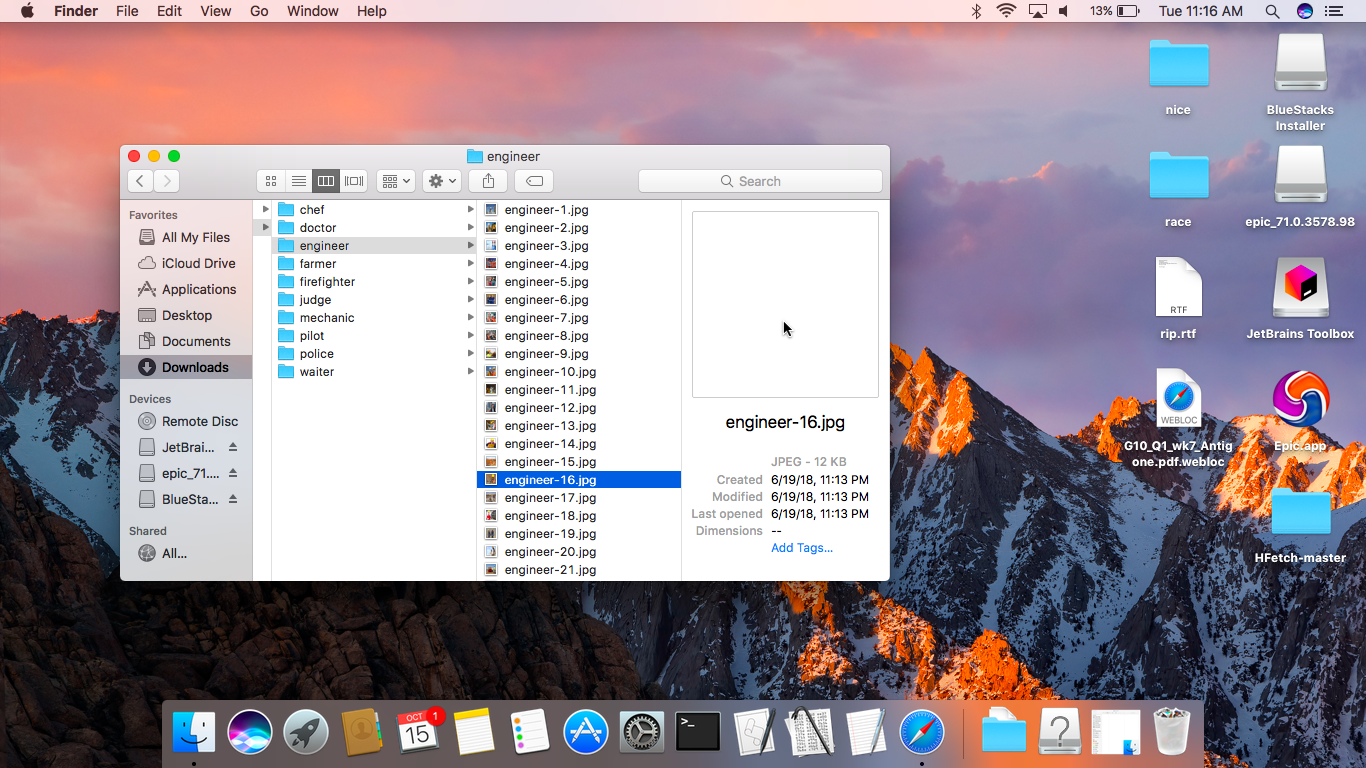 Finder File Edit View Go Window Help
13% Tue 11:16 AM
engineer
Search
Favorites
All My Files
iCloud Drive
Applications
Desktop
Documents
Downloads
Devices
Remote Disc
JetBrai...
epic_71....
BlueSta...
Shared
All...
chef
doctor
engineer
farmer
firefighter
judge
mechanic
pilot
police
waiter
engineer-1.jpg
engineer-2.jpg
engineer-3.jpg
engineer-4.jpg
engineer-5.jpg
engineer-6.jpg
engineer-7.jpg
engineer-8.jpg
engineer-9.jpg
engineer-10.jpg
engineer-11.jpg
engineer-12.jpg
engineer-13.jpg
engineer-14.jpg
engineer-15.jpg
engineer-16.jpg
engineer-17.jpg
engineer-18.jpg
engineer-19.jpg
engineer-20.jpg
engineer-21.jpg
engineer-16.jpg
JPEG - 12 KB
Created 6/19/18, 11:13 PM
Modified 6/19/18, 11:13 PM
Last opened 6/19/18, 11:13 PM
Dimensions --
Add Tags...
nice
BlueStacks
Installer
race
epic_71.0.3578.98
RTF
rip.rtf
JetBrains Toolbox
WEBLOC
G10_Q1_wk7_Antig
one.pdf.webloc
Epic.app
HFetch-master
OCT
15
1
>_
?